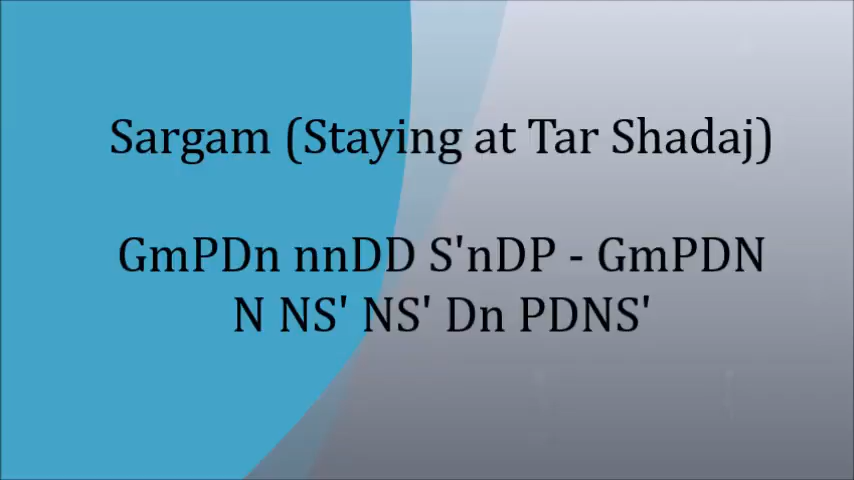 Sargam (Staying at Tar Shadaj)
GmPDn nnDD S'nDP - GmPDN
N NS' NS' Dn PDNS'